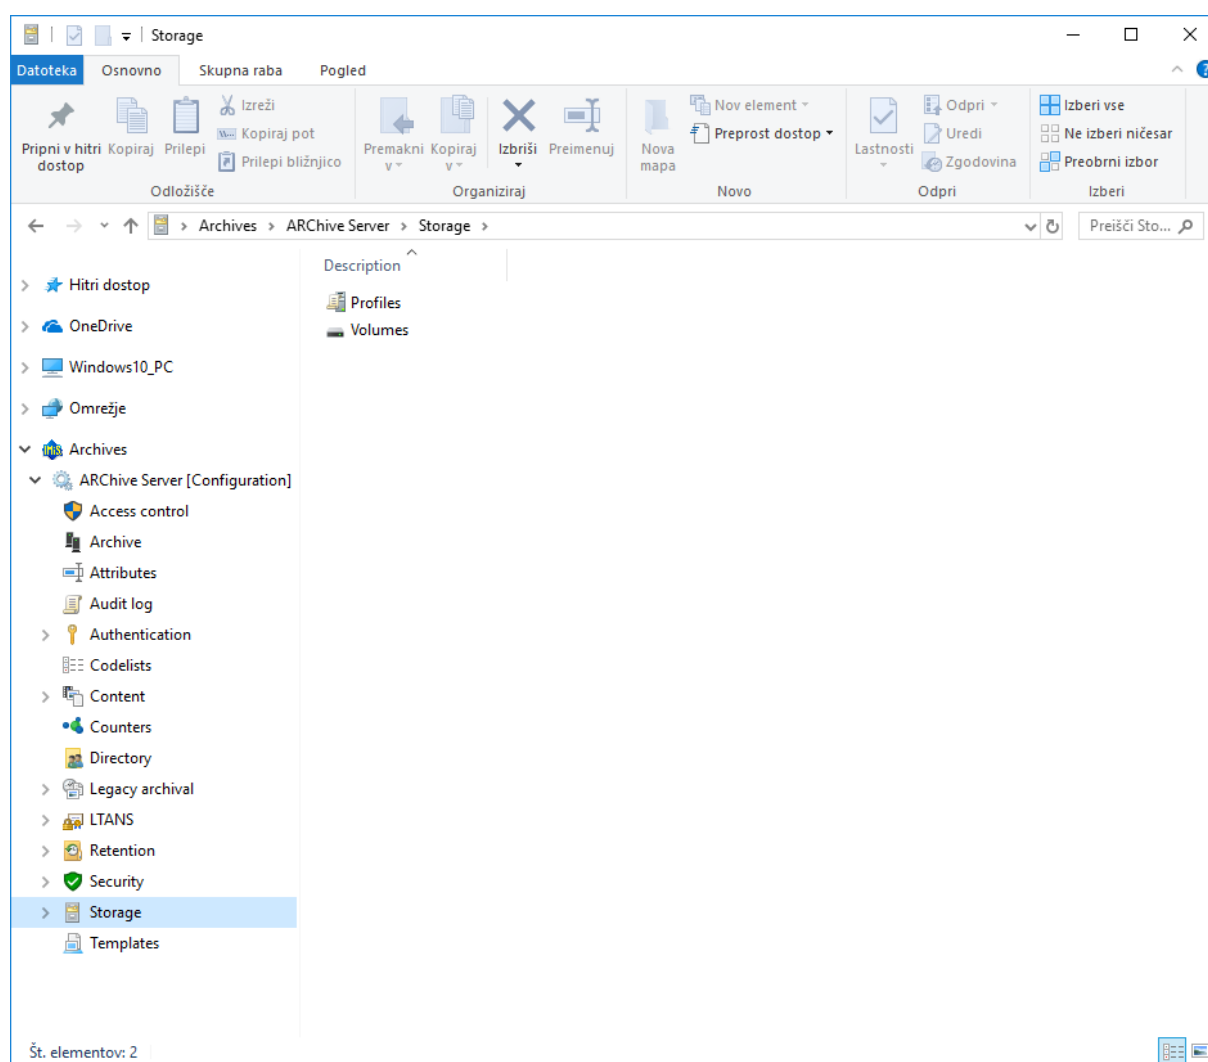 Storage
Datoteka Osnovno Skupna raba Pogled
Pripni v hitri dostop
Kopiraj
Prilepi
Izreži
Kopiraj pot
Prilepi bližnjico
Odložišče
Premakni v
Kopiraj v
Izbriši
Preimenuj
Organiziraj
Nova mapa
Nov element
Preprost dostop
Novo
Lastnosti
Odpri
Uredi
Zgodovina
Odpri
Izberi vse
Ne izberi ničesar
Preobrni izbor
Izberi
Archives > ARChive Server > Storage >
Preišči Sto...
Hitri dostop
OneDrive
Windows10_PC
Omrežje
Archives
ARChive Server [Configuration]
Access control
Archive
Attributes
Audit log
Authentication
Codelists
Content
Counters
Directory
Legacy archival
LTANS
Retention
Security
Storage
Templates
Description
Profiles
Volumes
Št. elementov: 2